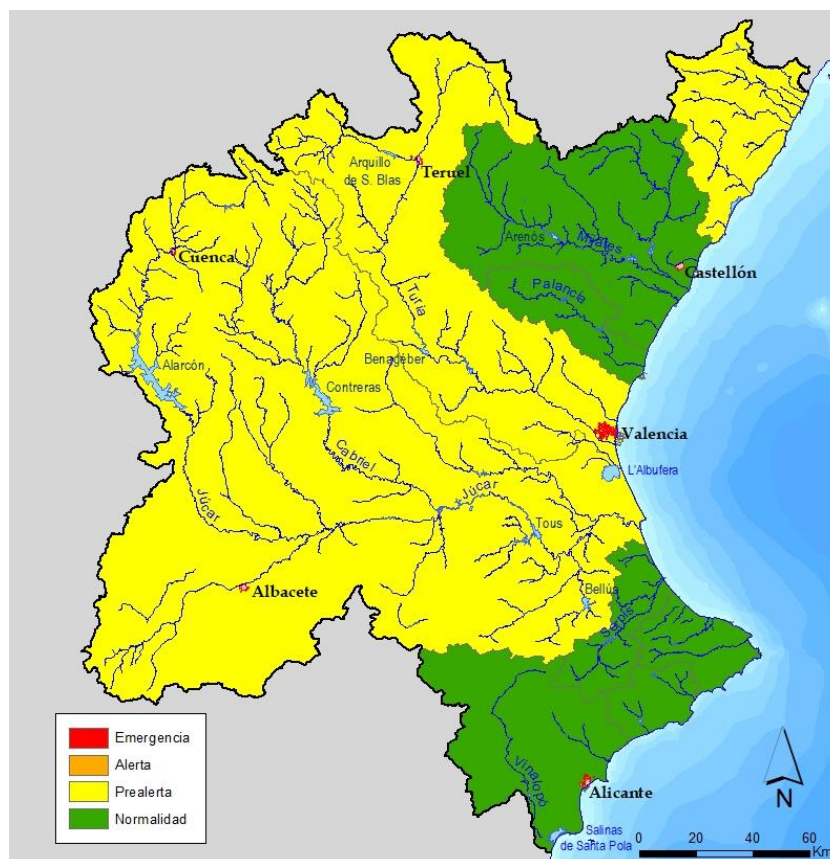 Arquillo
de S. Blas
Teruel
Cuenca
Arenós
Mijares
Castellón
Palancia
Turia
Benagéber
Alarcón
Contreras
Valencia
L'Albufera
Cabriel
Júcar
Júcar
Tous
Albacete
Bellús
Serpis
Vinalopó
Alicante
Salinas
de Santa Pola
Emergencia
Alerta
Prealerta
Normalidad
N
0 20 40 60
Km